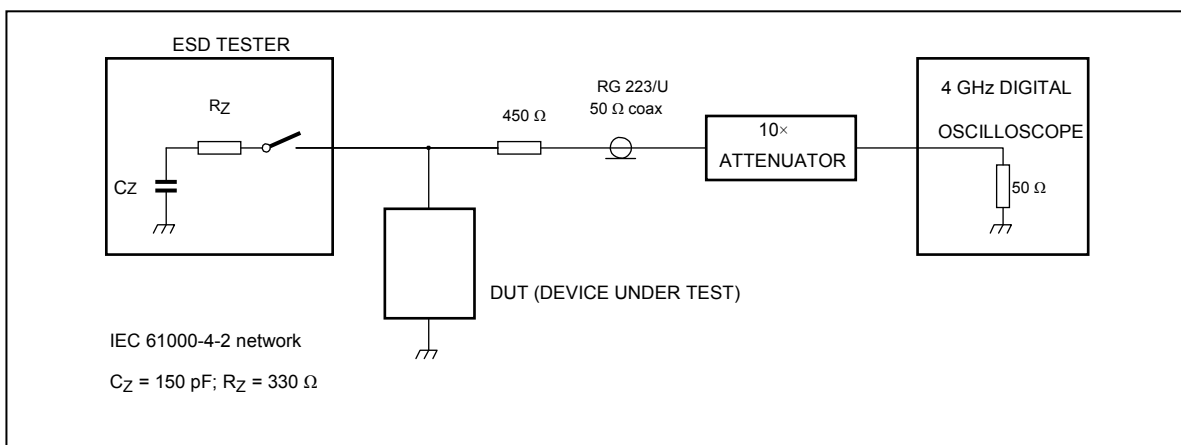 ESD TESTER
RZ
CZ
450 Ω
RG 223/U
50 Ω coax
10×
ATTENUATOR
4 GHz DIGITAL
OSCILLOSCOPE
50 Ω
DUT (DEVICE UNDER TEST)
IEC 61000-4-2 network
CZ = 150 pF; RZ = 330 Ω